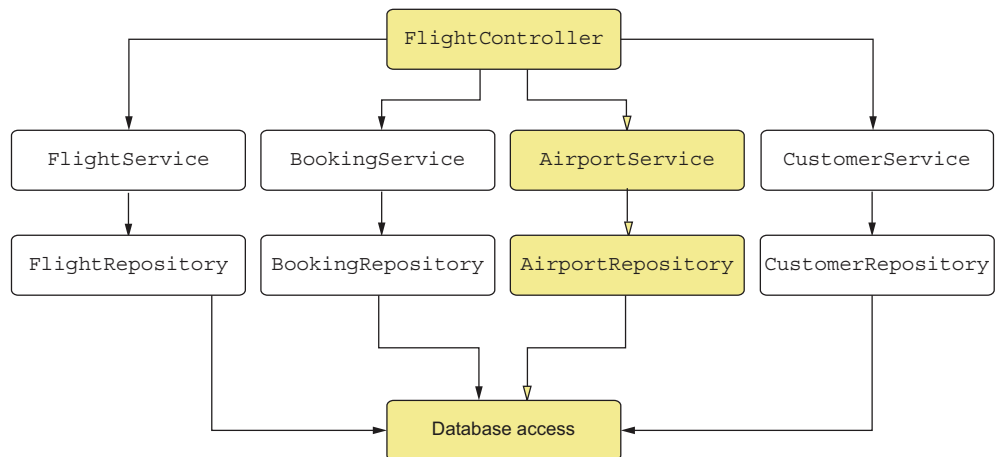 FlightController
FlightService
BookingService
AirportService
CustomerService
FlightRepository
BookingRepository
AirportRepository
CustomerRepository
Database access